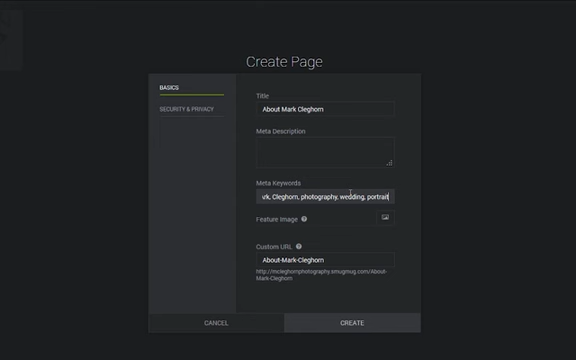 Create Page
BASICS
SECURITY & PRIVACY
Title
About Mark Cleghorn
Meta Description
Meta Keywords
rk, Cleghorn, photography, wedding, portrait
Feature Image
Custom URL
About-Mark-Cleghorn
http://mcleghornphotography.smugmug.com/About-
Mark-Cleghorn
CANCEL
CREATE